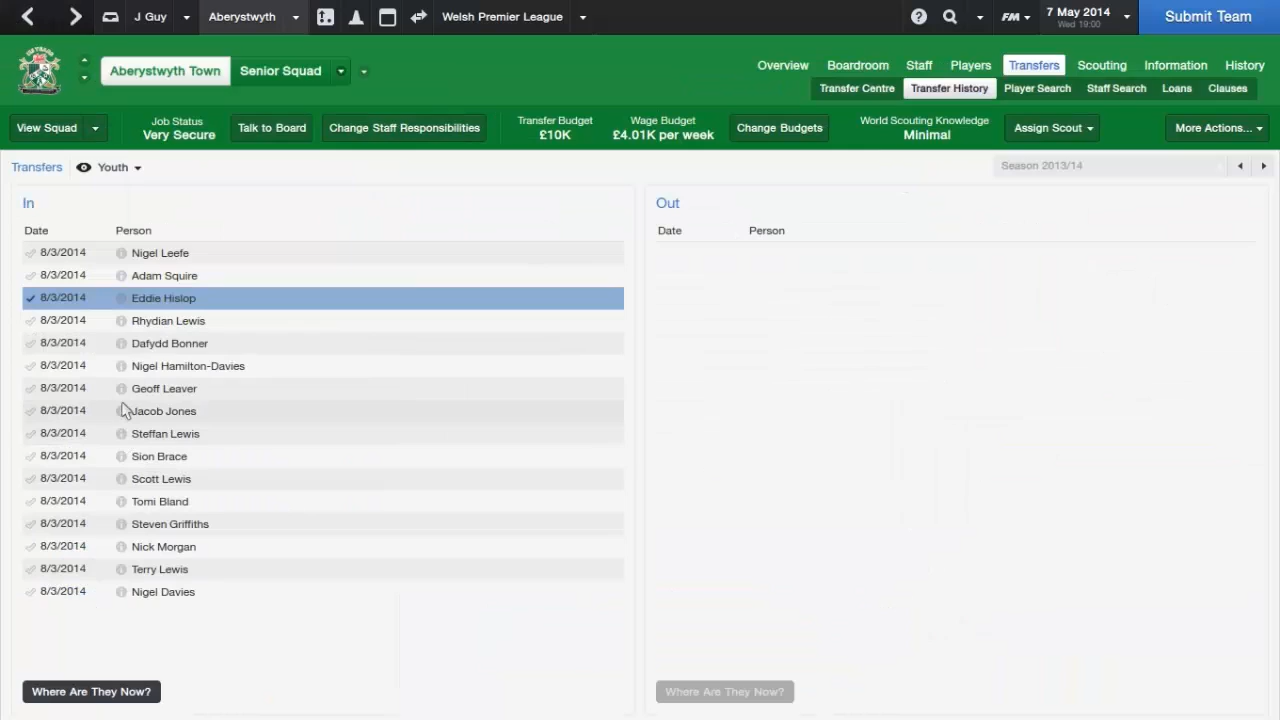 J Guy
Aberystwyth
Welsh Premier League
FM
7 May 2014
Wed 19:00
Submit Team
Aberystwyth Town
Senior Squad
Overview Boardroom Staff Players Transfers Scouting Information History
Transfer Centre Transfer History Player Search Staff Search Loans Clauses
View Squad
Job Status
Very Secure
Talk to Board
Change Staff Responsibilities
Transfer Budget
£10K
Wage Budget
£4.01K per week
Change Budgets
World Scouting Knowledge
Minimal
Assign Scout
More Actions...
Transfers
Youth
Season 2013/14
In
Date Person
8/3/2014 Nigel Leefe
8/3/2014 Adam Squire
8/3/2014 Eddie Hislop
8/3/2014 Rhydian Lewis
8/3/2014 Dafydd Bonner
8/3/2014 Nigel Hamilton-Davies
8/3/2014 Geoff Leaver
8/3/2014 Jacob Jones
8/3/2014 Steffan Lewis
8/3/2014 Sion Brace
8/3/2014 Scott Lewis
8/3/2014 Tomi Bland
8/3/2014 Steven Griffiths
8/3/2014 Nick Morgan
8/3/2014 Terry Lewis
8/3/2014 Nigel Davies
Where Are They Now?
Out
Date Person
Where Are They Now?